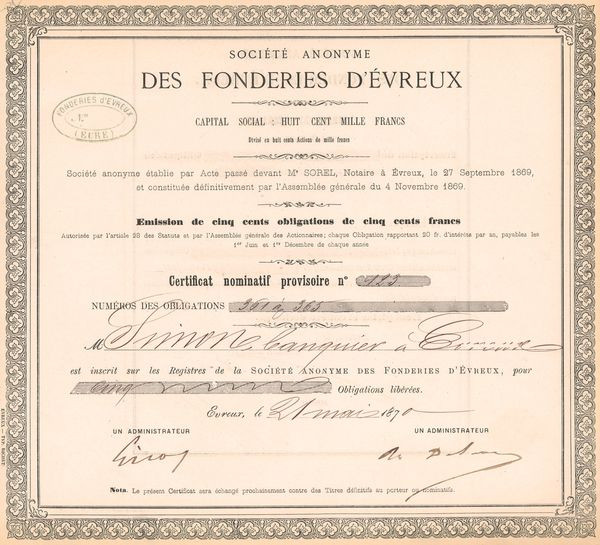 SOCIÉTÉ ANONYME
DES FONDERIES D'ÉVREUX
FONDERIES D'EVREUX
(EURE)
CAPITAL SOCIAL : HUIT CENT MILLE FRANCS
Divisé en huit cents Actions de mille francs
Société anonyme établie par Acte passé devant Me SOREL, Notaire à Évreux, le 27 Septembre 1869,
et constituée définitivement par l'Assemblée générale du 4 Novembre 1869.
Emission de cinq cents obligations de cinq cents francs
Autorisée par l'article 28 des Statuts et par l'Assemblée générale des Actionnaires; chaque Obligation rapportant 20 fr. d'intérêts par an, payables les
1er Juin et 1er Décembre de chaque année
Certificat nominatif provisoire n° 123
NUMÉROS DES OBLIGATIONS 361 à 365
M Simon, banquier à
est inscrit sur les Registres de la SOCIÉTÉ ANONYME DES FONDERIES D'ÉVREUX, pour
Cinq Obligations libérées.
Evreux, le 21 mai 1870
UN ADMINISTRATEUR UN ADMINISTRATEUR
Nota. Le présent Certificat sera échangé prochainement contre des Titres définitifs au porteur ou nominatifs.